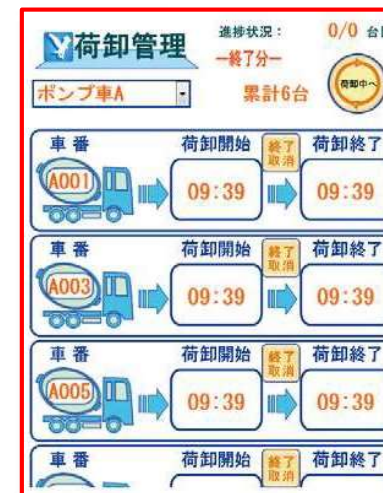 荷卸管理
進捗状況： 0/0 台
ー終了分ー
ポンプ車A
累計6台
荷卸中へ
車番 荷卸開始 終了取消 荷卸終了
A001 09:39 09:39
車番 荷卸開始 終了取消 荷卸終了
A003 09:39 09:39
車番 荷卸開始 終了取消 荷卸終了
A005 09:39 09:39
車番 荷卸開始 終了取消 荷卸終了